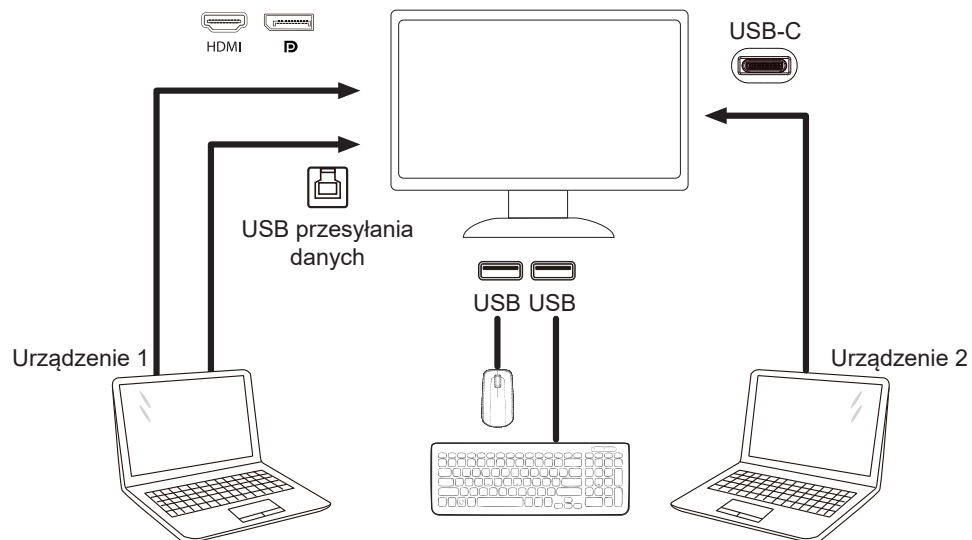 HDMI
USB-C
USB przesyłania
danych
USB USB
Urządzenie 1
Urządzenie 2